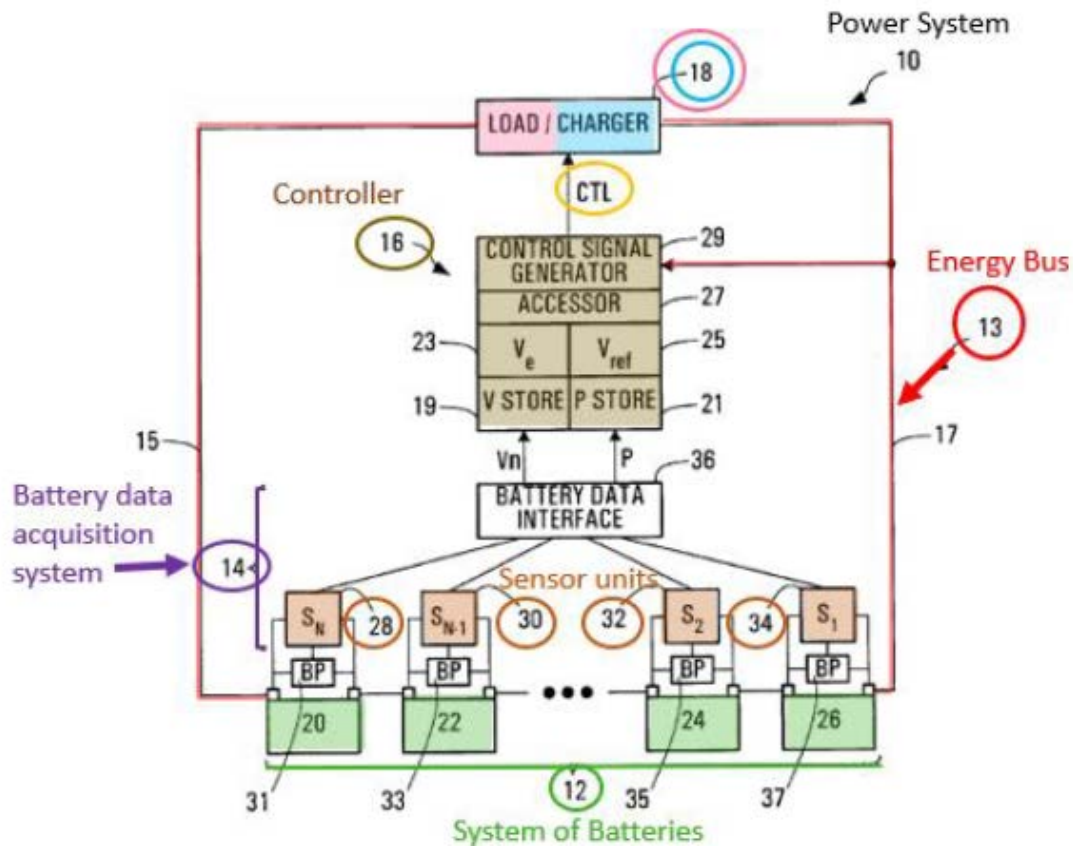 Power System
10
18
LOAD / CHARGER
CTL
Controller
16
29
CONTROL SIGNAL
GENERATOR
Energy Bus
ACCESSOR
27
13
23
Ve
Vref
25
19
V STORE
P STORE
21
15
17
Vn
P
36
BATTERY DATA
INTERFACE
Battery data
acquisition
system
14
Sensor units
SN
28
SN-1
30
32
S2
34
S1
BP
BP
BP
BP
20
22
24
26
31
33
12
35
37
System of Batteries